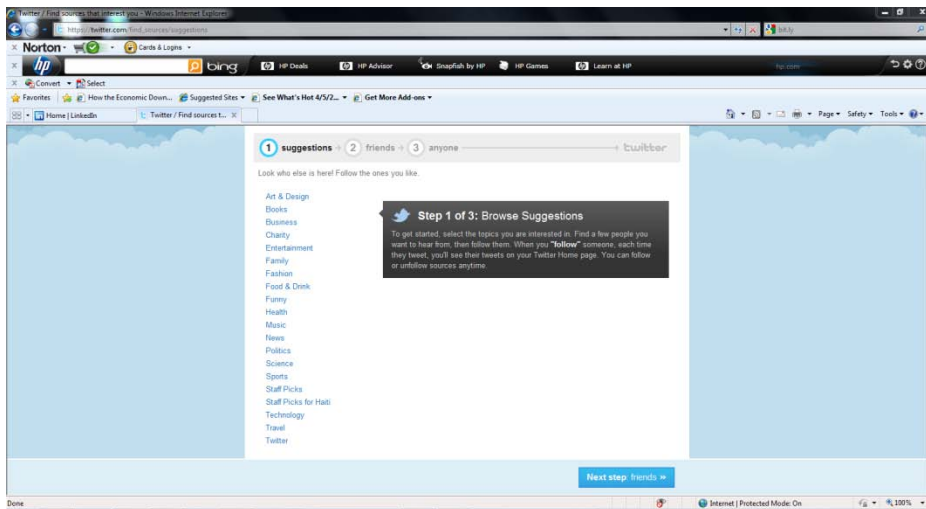 Twitter / Find sources that interest you - Windows Internet Explorer
https://twitter.com/find_sources/suggestions
bit.ly
Norton
Cards & Logins
hp
bing
HP Deals
HP Advisor
Snapfish by HP
HP Games
Learn at HP
hp.com
Convert
Select
Favorites
How the Economic Down...
Suggested Sites
See What's Hot 4/5/2...
Get More Add-ons
Home | LinkedIn
Twitter / Find sources t...
Page
Safety
Tools
1 suggestions
2 friends
3 anyone
twitter
Look who else is here! Follow the ones you like.
Art & Design
Books
Business
Charity
Entertainment
Family
Fashion
Food & Drink
Funny
Health
Music
News
Politics
Science
Sports
Staff Picks
Staff Picks for Haiti
Technology
Travel
Twitter
Step 1 of 3: Browse Suggestions
To get started, select the topics you are interested in. Find a few people you
want to hear from, then follow them. When you "follow" someone, each time
they tweet, you'll see their tweets on your Twitter Home page. You can follow
or unfollow sources anytime.
Next step: friends »
Done
Internet | Protected Mode: On
100%